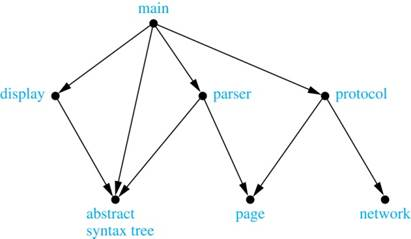 main
display
parser
protocol
abstract
syntax tree
page
network